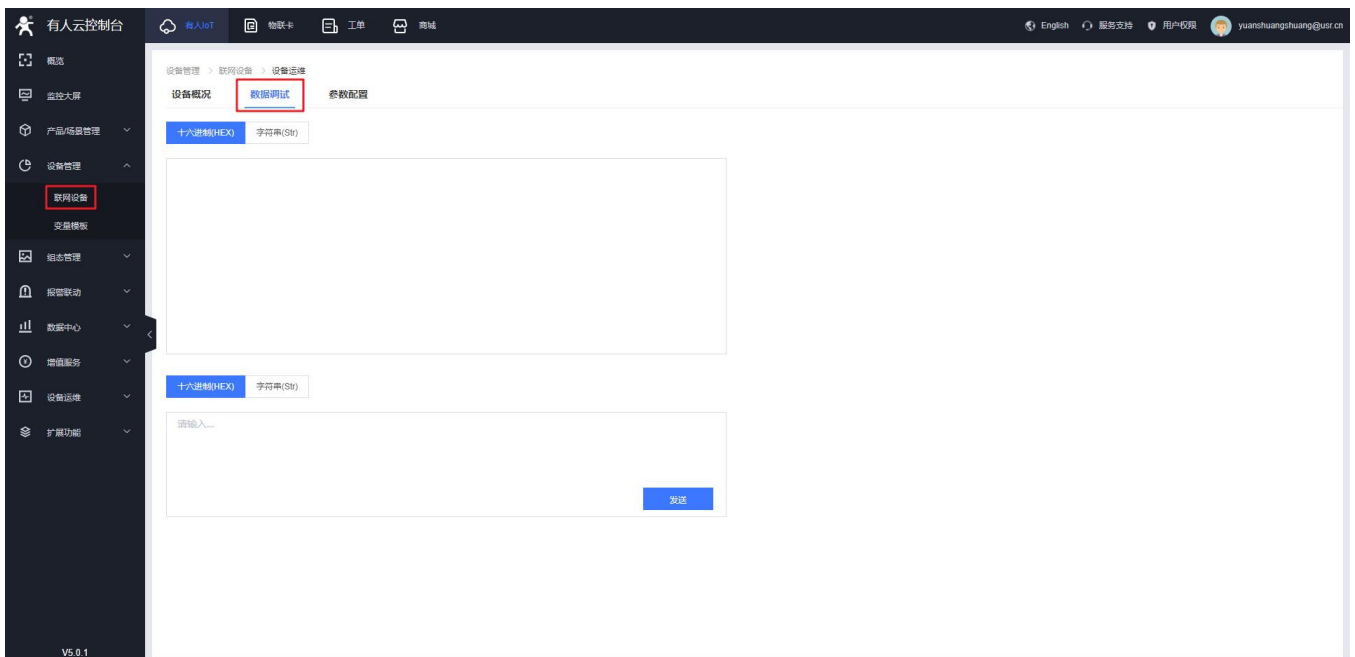 有人云控制台
有人IoT 物联卡 工单 商城
English 服务支持 用户权限 yuanshuangshuang@usr.cn
概览
监控大屏
产品/场景管理
设备管理
联网设备
变量模板
组态管理
报警联动
数据中心
增值服务
设备运维
扩展功能
V5.0.1
设备管理 > 联网设备 > 设备运维
设备概况 数据调试 参数配置
十六进制(HEX) 字符串(Str)
十六进制(HEX) 字符串(Str)
请输入...
发送